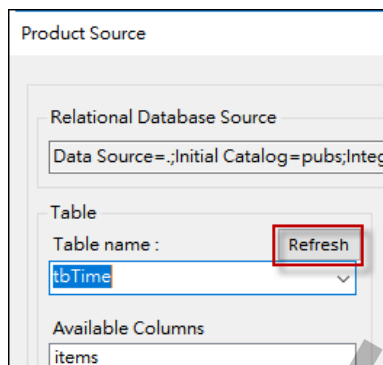 Product Source
Relational Database Source
Data Source=.;Initial Catalog=pubs;Integ
Table
Table name :
Refresh
tbTime
Available Columns
items